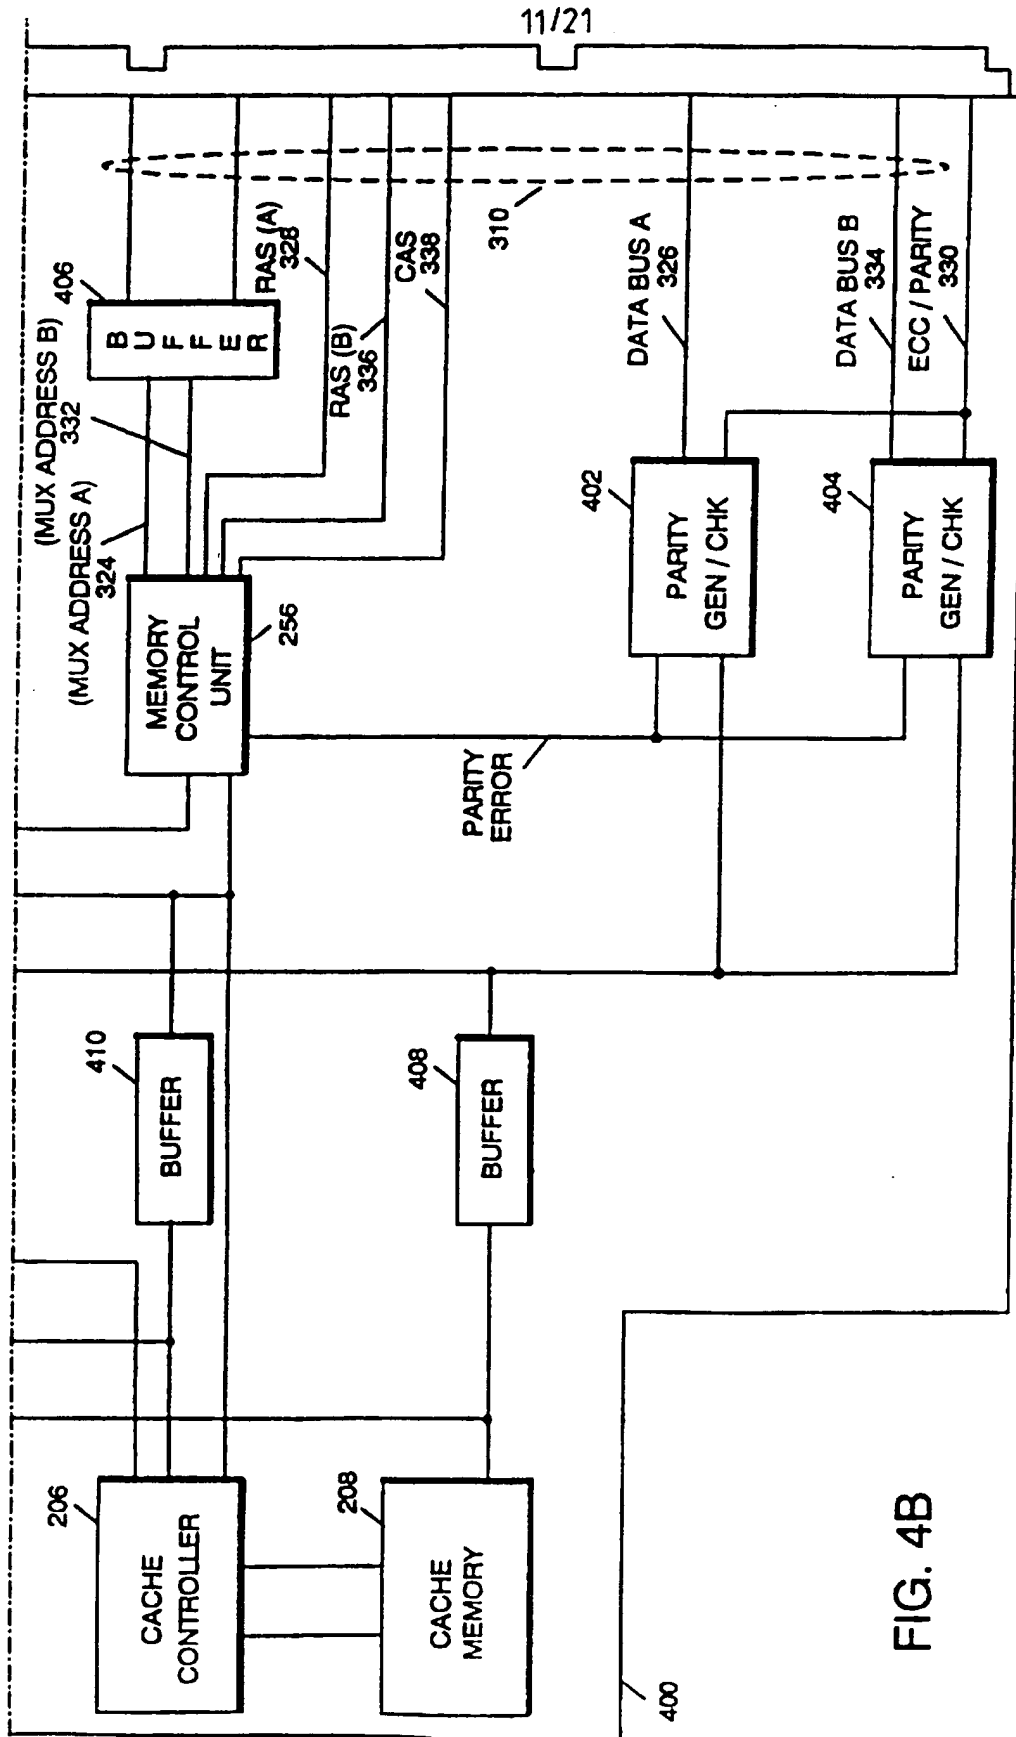 11/21
(MUX ADDRESS B)
332
(MUX ADDRESS A)
324
406
BUFFER
RAS (A)
328
RAS (B)
336
CAS
338
310
DATA BUS A
326
DATA BUS B
334
ECC / PARITY
330
MEMORY
CONTROL
UNIT
256
402
PARITY
GEN / CHK
404
PARITY
GEN / CHK
PARITY
ERROR
410
BUFFER
408
BUFFER
206
CACHE
CONTROLLER
208
CACHE
MEMORY
400
FIG. 4B